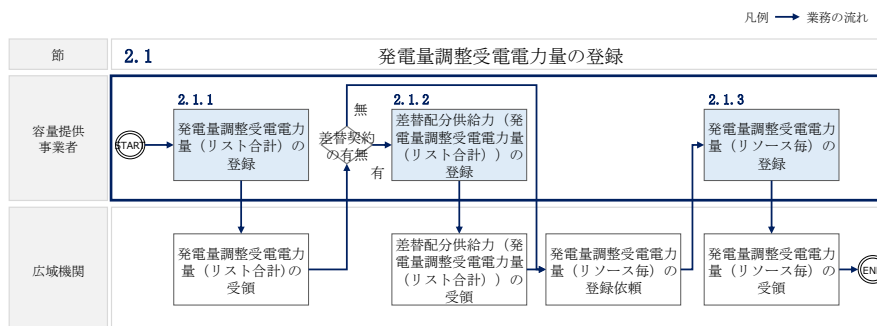 凡例 業務の流れ
節 2.1 発電量調整受電電力量の登録
容量提供
事業者
START
2.1.1
発電量調整受電電力
量（リスト合計）の
登録
無
差替契約
の有無
有
2.1.2
差替配分供給力（発
電量調整受電電力量
（リスト合計））の
登録
2.1.3
発電量調整受電電力
量（リソース毎）の
登録
広域機関
発電量調整受電電力
量（リスト合計)の
受領
差替配分供給力（発
電量調整受電電力量
（リスト合計））の
受領
発電量調整受電電力
量（リソース毎）の
登録依頼
発電量調整受電電力
量（リソース毎）の
受領